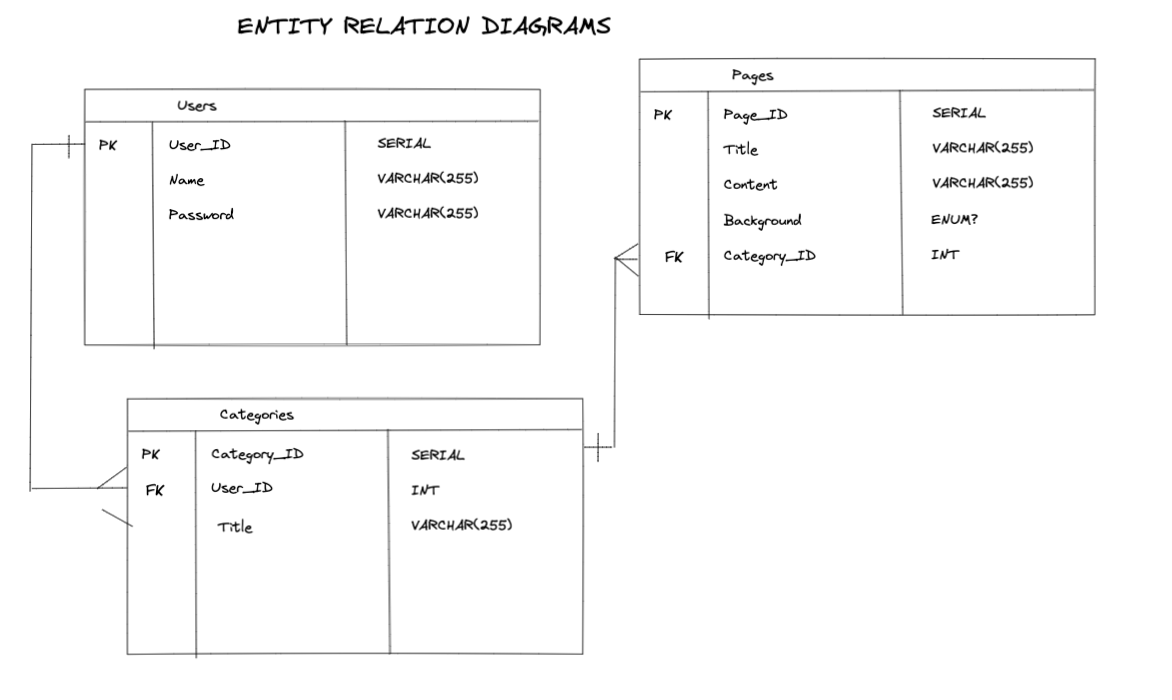 ENTITY RELATION DIAGRAMS
Users
PK User_ID SERIAL
Name VARCHAR(255)
Password VARCHAR(255)
Pages
PK Page_ID SERIAL
Title VARCHAR(255)
Content VARCHAR(255)
Background ENUM?
FK Category_ID INT
Categories
PK Category_ID SERIAL
FK User_ID INT
Title VARCHAR(255)